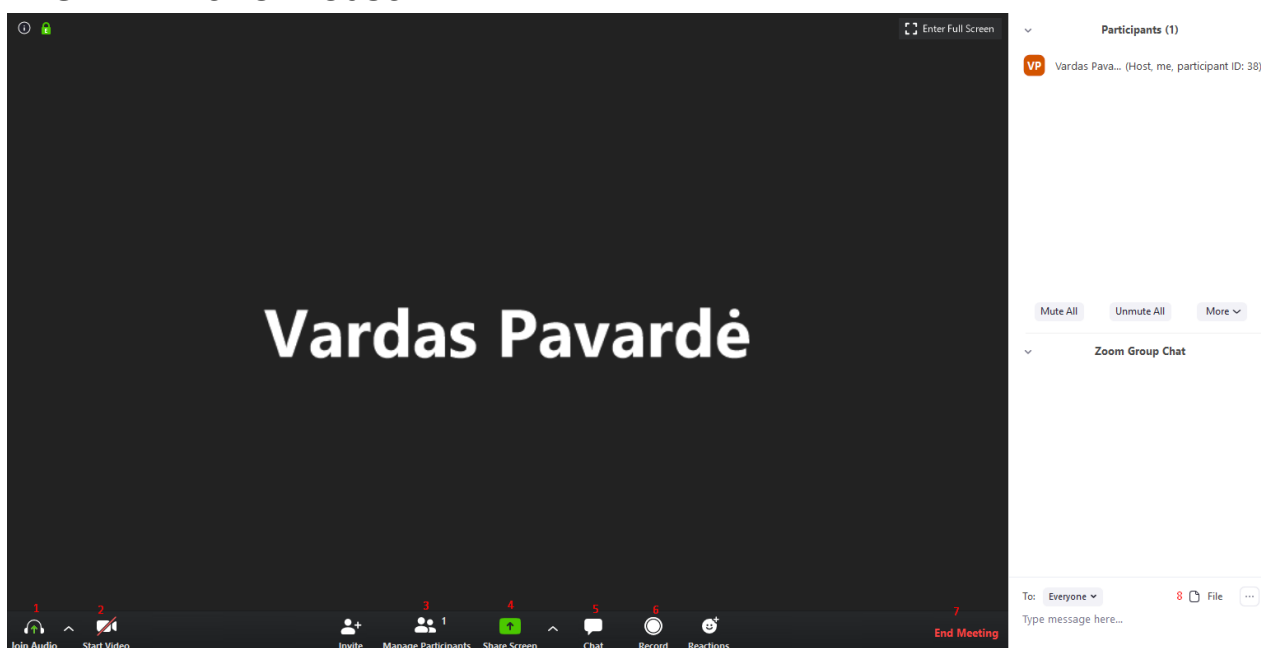 Enter Full Screen
Participants (1)
VP Vardas Pava... (Host, me, participant ID: 38)
Vardas Pavardė
Mute All Unmute All More
Zoom Group Chat
To: Everyone 8 File ...
Type message here...
1 2 3 4 5 6 7
1
Join Audio Start Video Invite Manage Participants Share Screen Chat Record Reactions End Meeting